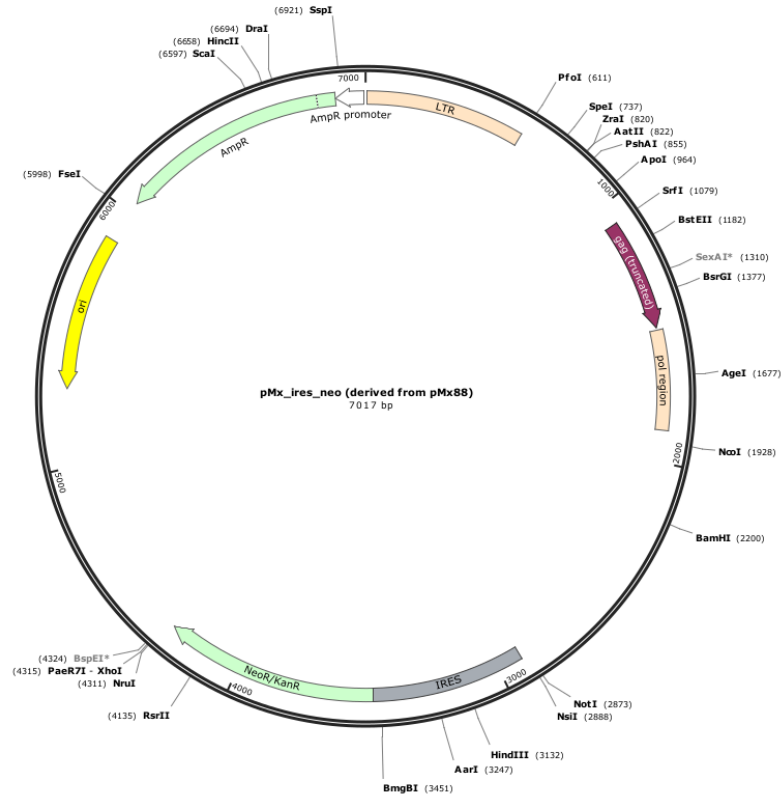 (6921) SspI
(6694) DraI
(6658) HincII
(6597) ScaI
7000
PfoI (611)
LTR
SpeI (737)
ZraI (820)
AatII (822)
PshAI (855)
ApoI (964)
AmpR promoter
AmpR
(5998) FseI
1000
SrfI (1079)
6000
BstEII (1182)
gag (truncated)
SexAI* (1310)
BsrGI (1377)
ori
pol region
AgeI (1677)
pMx_ires_neo (derived from pMx88)
7017 bp
NcoI (1928)
2000
5000
BamHI (2200)
(4324) BspEI*
(4315) PaeR7I - XhoI
(4311) NruI
NeoR/KanR
IRES
4000
3000
(4135) RsrII
NotI (2873)
NsiI (2888)
HindIII (3132)
AarI (3247)
BmgBI (3451)